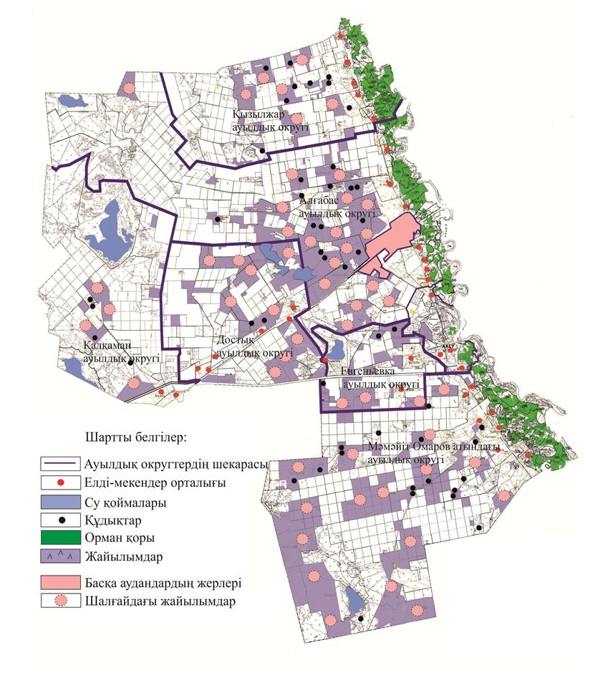 Қызылжар
ауылдық округі
Алғабас
ауылдық округі
Достық
ауылдық округі
Қалқаман
ауылдық округі
Евгеньевка
ауылдық округі
Мәмәйіт Омаров атындағы
ауылдық округі
Шартты белгілер:
Ауылдық округтердің шекарасы
Елді-мекендер орталығы
Су қоймалары
Құдықтар
Орман қоры
Жайылымдар
Басқа аудандардың жерлері
Шалғайдағы жайылымдар